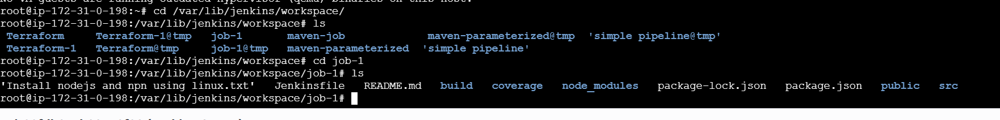 No VM guests are running outdated hypervisor (qemu) binaries on this host.
root@ip-172-31-0-198:~# cd /var/lib/jenkins/workspace/
root@ip-172-31-0-198:/var/lib/jenkins/workspace# ls
Terraform Terraform-1@tmp job-1 maven-job maven-parameterized@tmp 'simple pipeline@tmp'
Terraform-1 Terraform@tmp job-1@tmp maven-parameterized 'simple pipeline'
root@ip-172-31-0-198:/var/lib/jenkins/workspace# cd job-1
root@ip-172-31-0-198:/var/lib/jenkins/workspace/job-1# ls
'Install nodejs and npn using linux.txt' Jenkinsfile README.md build coverage node_modules package-lock.json package.json public src
root@ip-172-31-0-198:/var/lib/jenkins/workspace/job-1#